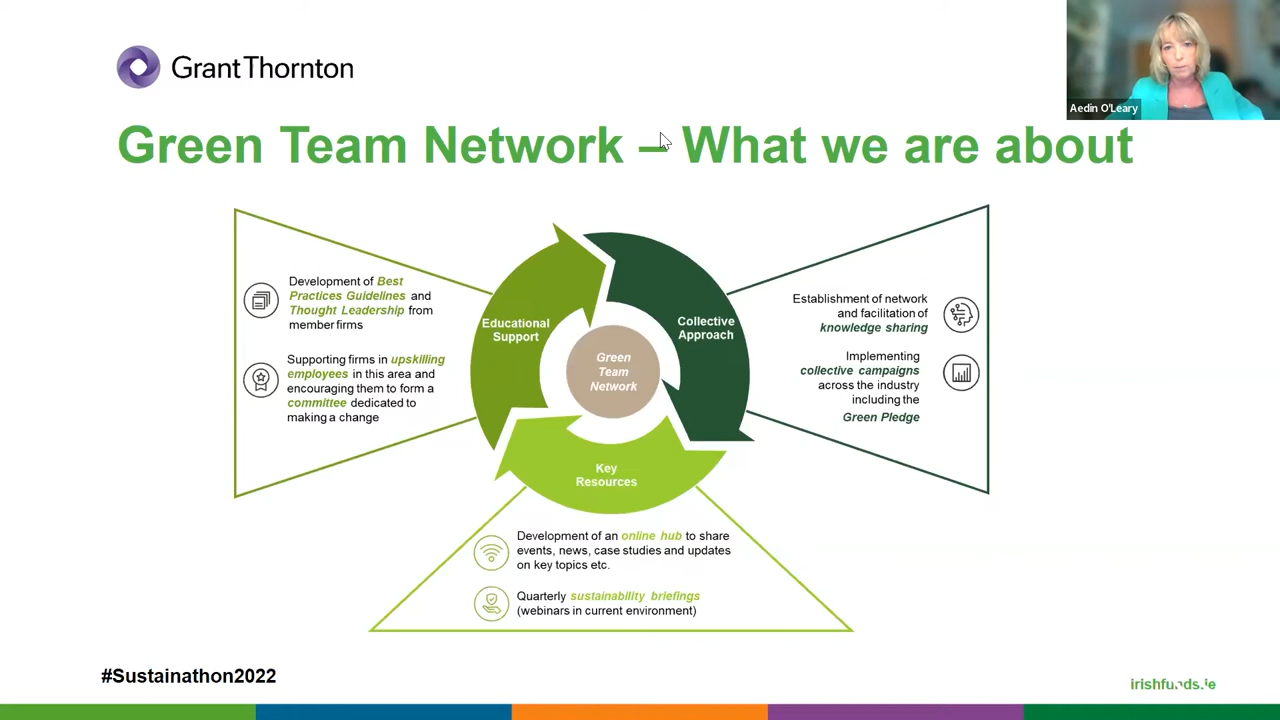 Grant Thornton
Aedin O'Leary
Green Team Network – What we are about
Development of Best
Practices Guidelines and
Thought Leadership from
member firms
Supporting firms in upskilling
employees in this area and
encouraging them to form a
committee dedicated to
making a change
Educational
Support
Collective
Approach
Green
Team
Network
Key
Resources
Establishment of network
and facilitation of
knowledge sharing
Implementing
collective campaigns
across the industry
including the
Green Pledge
Development of an online hub to share
events, news, case studies and updates
on key topics etc.
Quarterly sustainability briefings
(webinars in current environment)
#Sustainathon2022
irishfunds.ie